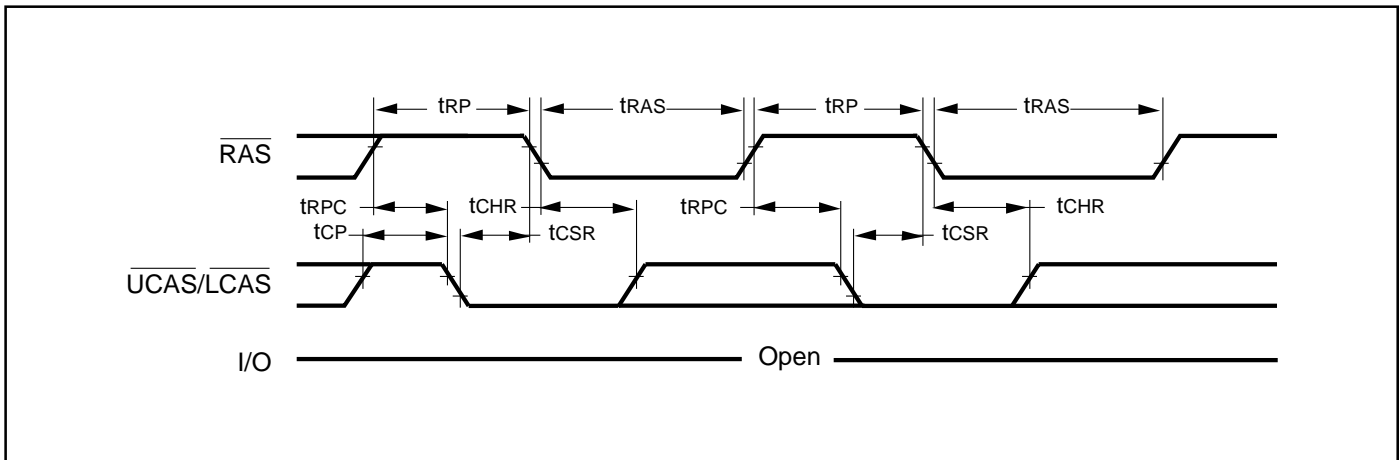 tRP tRAS tRP tRAS
RAS
tRPC tCHR tRPC tCHR
tCP tCSR tCSR
UCAS/LCAS
I/O Open